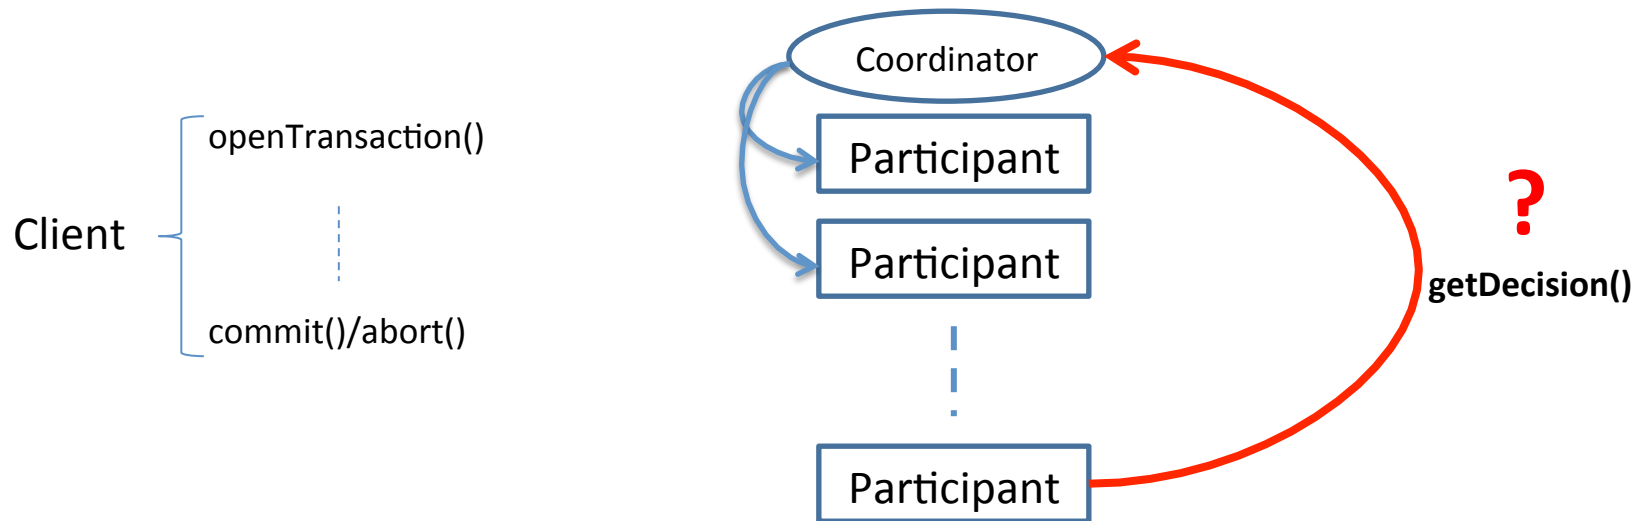 Client
openTransaction()
commit()/abort()
Coordinator
Participant
Participant
Participant
?
getDecision()